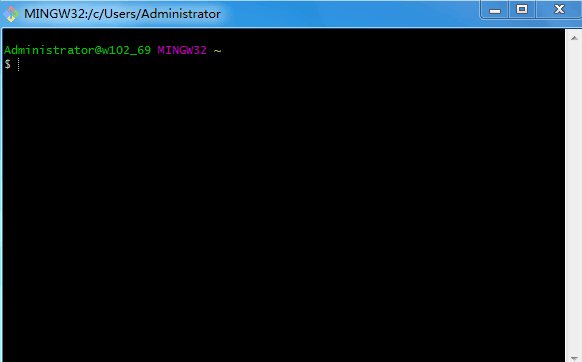 MINGW32:/c/Users/Administrator
Administrator@w102_69 MINGW32 ~
$